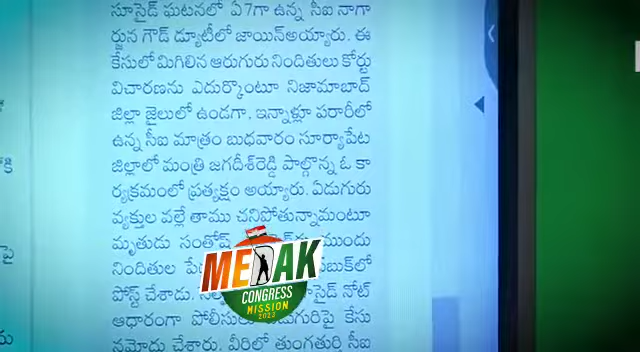 సూసైడ్ ఘటనలో ఏ7గా ఉన్న సీఐ నాగా
ర్జున గౌడ్ డ్యూటీలో జాయిన్అయ్యారు. ఈ
కేసులో మిగిలిన ఆరుగురు నిందితులు కోర్టు
విచారణను ఎదుర్కొంటూ నిజామాబాద్
జిల్లా జైలులో ఉండగా, ఇన్నాళ్లూ పరారీలో
ఉన్న సీఐ మాత్రం బుధవారం సూర్యాపేట
జిల్లాలో మంత్రి జగదీశ్‌రెడ్డి పాల్గొన్న ఓ కా
ర్యక్రమంలో ప్రత్యక్షం అయ్యారు. ఏడుగురు
వ్యక్తుల వల్లే తాము చనిపోతున్నామంటూ
మృతుడు సంతోష్ ముందు
నిందితుల
పోస్ట్ చేశాడు. నోట్
ఆధారంగా కేసు
నమోదు చేశారు. వీరిలో తుంగతుర్తి సీఐ
MEDAK
CONGRESS
MISSION
2023